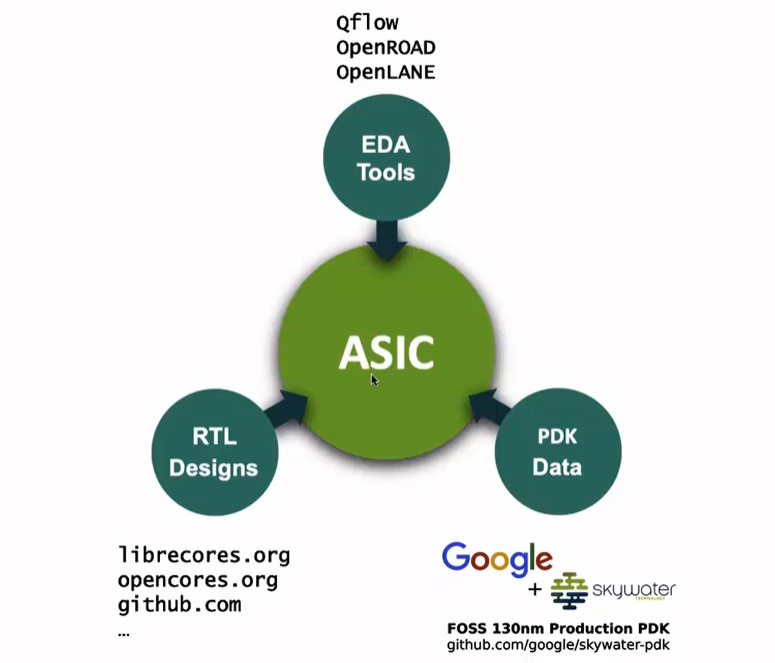 Qflow
OpenROAD
OpenLANE
EDA
Tools
ASIC
RTL
Designs
PDK
Data
librecores.org
opencores.org
github.com
...
Google
+ skywater
TECHNOLOGY
FOSS 130nm Production PDK
github.com/google/skywater-pdk